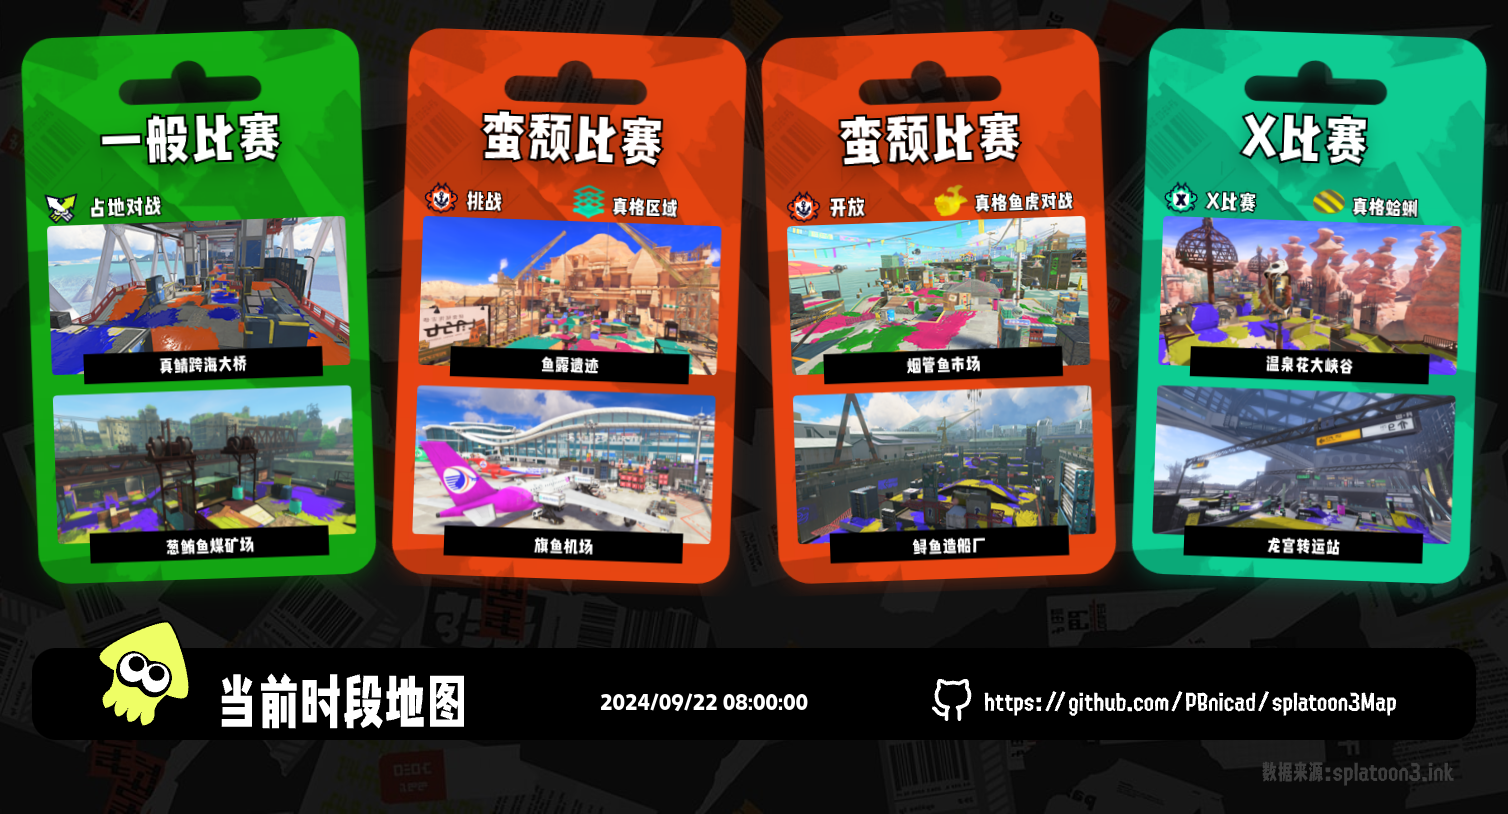 一般比赛
占地对战
真鲭跨海大桥
葱鲔鱼煤矿场
蛮颓比赛
挑战
真格区域
鱼露遗迹
旗鱼机场
蛮颓比赛
开放
真格鱼虎对战
烟管鱼市场
鲟鱼造船厂
X比赛
X比赛
真格蛤蜊
温泉花大峡谷
龙宫转运站
当前时段地图
2024/09/22 08:00:00
https://github.com/PBnicad/splatoon3Map
数据来源:splatoon3.ink